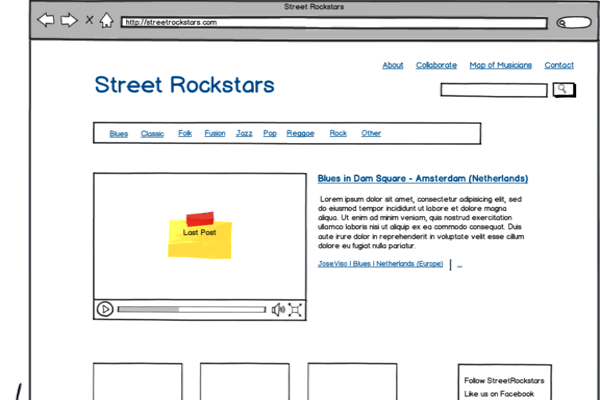 Street Rockstars
http://streetrockstars.com
About Collaborate Map of Musicians Contact
Street Rockstars
Blues Classic Folk Fusion Jazz Pop Reggae Rock Other
Blues in Dam Square - Amsterdam (Netherlands)
Lorem ipsum dolor sit amet, consectetur adipisicing elit, sed
do eiusmod tempor incididunt ut labore et dolore magna
aliqua. Ut enim ad minim veniam, quis nostrud exercitation
ullamco laboris nisi ut aliquip ex ea commodo consequat. Duis
aute irure dolor in reprehenderit in voluptate velit esse cillum
dolore eu fugiat nulla pariatur.
JoseViso | Blues | Netherlands (Europe) | ...
Last Post
Follow StreetRockstars
Like us on Facebook